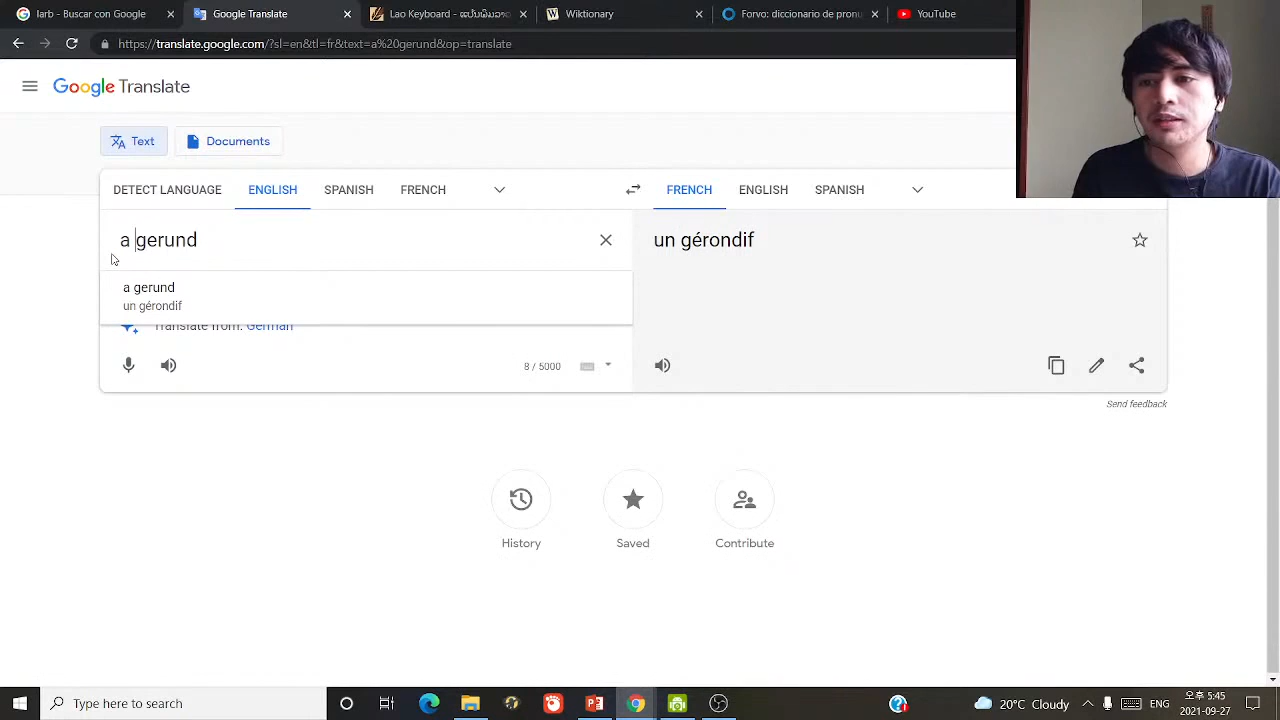 larb - Buscar con Google
Google Translate
Lao Keyboard - ແປ້ນພິມລາວ
Wiktionary
Forvo: diccionario de pronu
YouTube
https://translate.google.com/?sl=en&tl=fr&text=a%20gerund&op=translate
Google Translate
Text
Documents
DETECT LANGUAGE
ENGLISH
SPANISH
FRENCH
FRENCH
ENGLISH
SPANISH
a gerund
un gérondif
a gerund
un gérondif
Translate from: German
8 / 5000
Send feedback
History
Saved
Contribute
Type here to search
20°C Cloudy
오후 5:45
2021-09-27